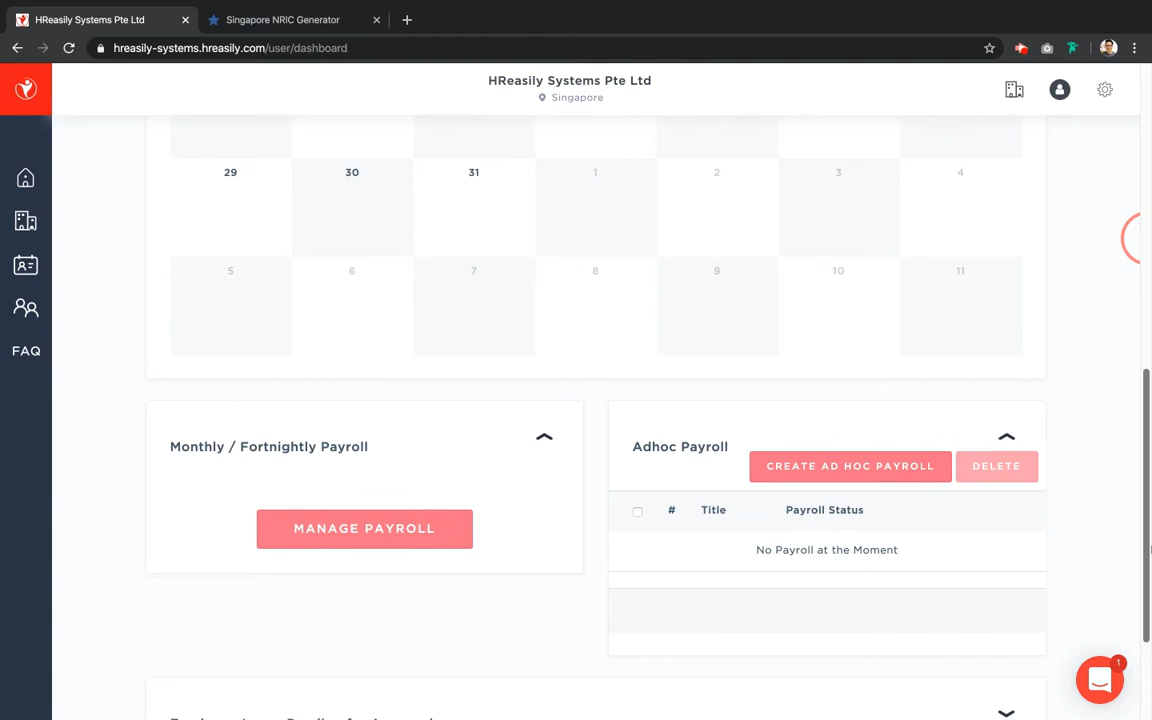 HReasily Systems Pte Ltd
Singapore NRIC Generator
hreasily-systems.hreasily.com/user/dashboard
HReasily Systems Pte Ltd
Singapore
29 30 31 1 2 3 4
5 6 7 8 9 10 11
FAQ
Monthly / Fortnightly Payroll
MANAGE PAYROLL
Adhoc Payroll
CREATE AD HOC PAYROLL DELETE
# Title Payroll Status
No Payroll at the Moment
1